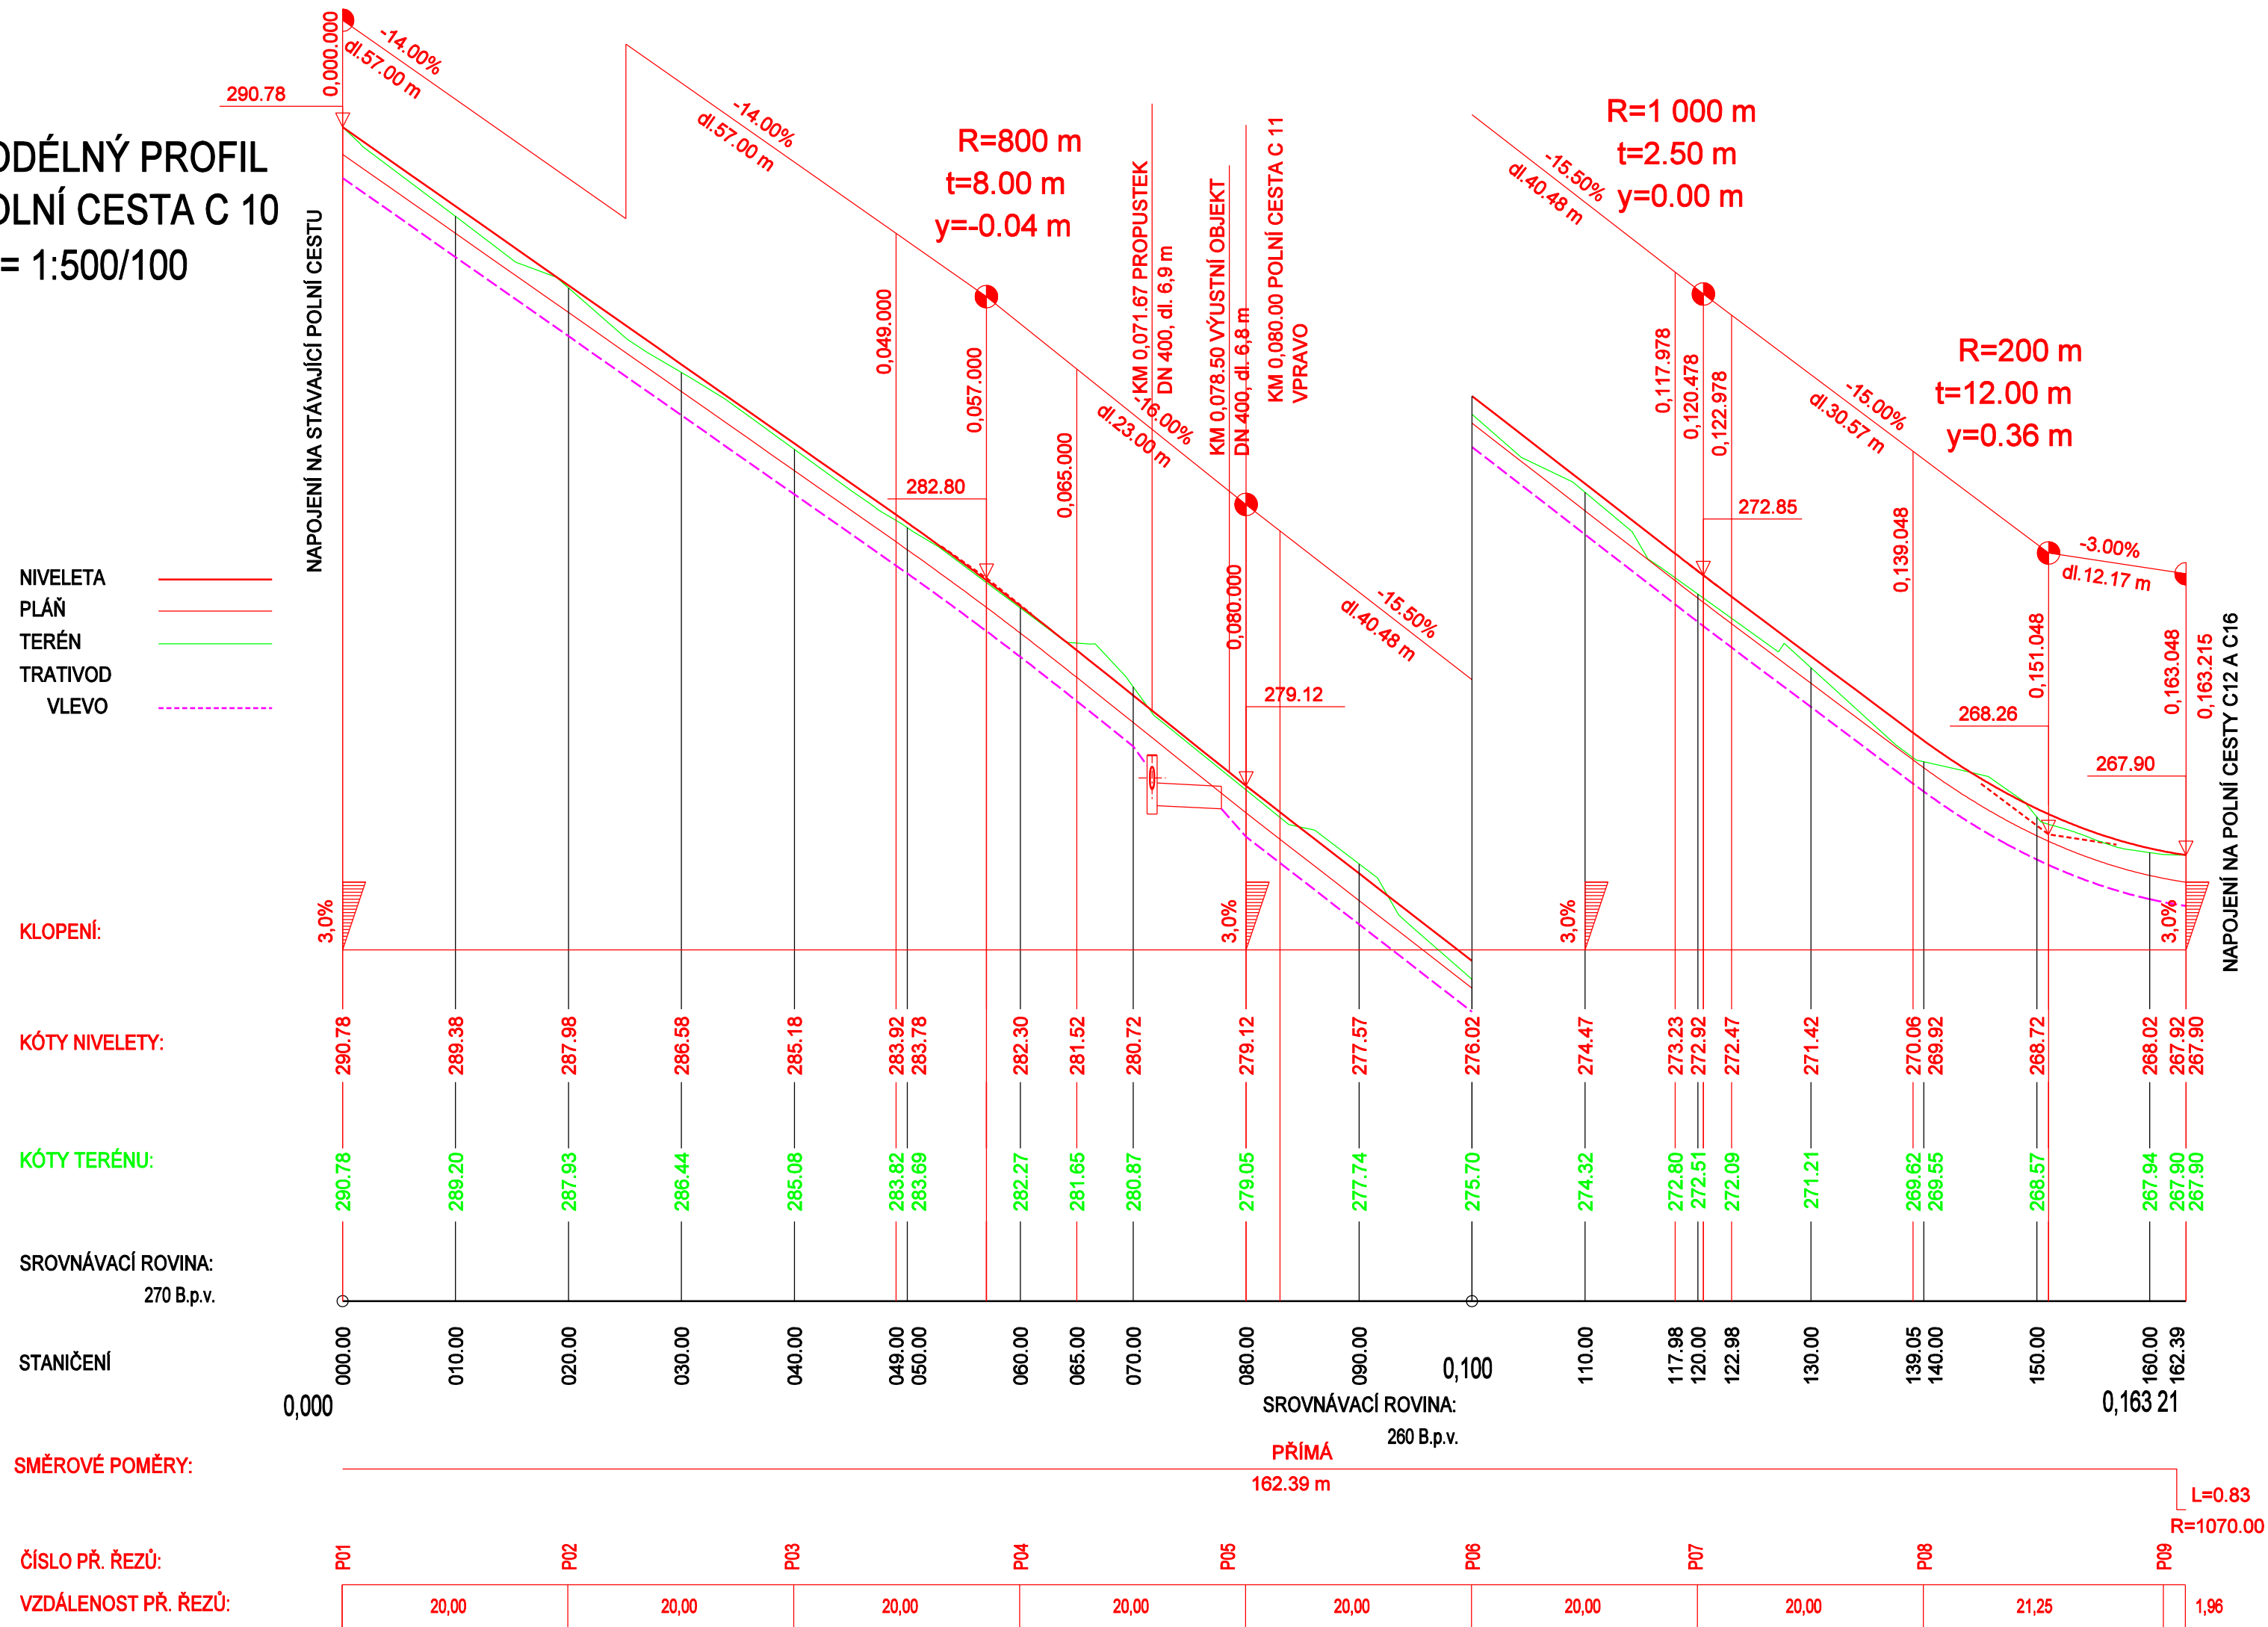 ODÉLNÝ PROFIL
OLNÍ CESTA C 10
= 1:500/100
NIVELETA
PLÁŇ
TERÉN
TRATIVOD
VLEVO
NAPOJENÍ NA STÁVAJÍCÍ POLNÍ CESTU
290.78
0,000.000
-14.00%
dl.57.00 m
-14.00%
dl.57.00 m
R=800 m
t=8.00 m
y=-0.04 m
0,049.000
0,057.000
282.80
0,065.000
KM 0,071.67 PROPUSTEK
DN 400, dl. 6,9 m
-16.00%
dl.23.00 m
KM 0,078.50 VÝUSTNÍ OBJEKT
DN 400, dl. 6,8 m
KM 0,080.00 POLNÍ CESTA C 11
VPRAVO
0,080.000
279.12
-15.50%
dl.40.48 m
-15.50%
dl.40.48 m
R=1 000 m
t=2.50 m
y=0.00 m
0,117.978
0,120.478
0,122.978
272.85
-15.00%
dl.30.57 m
R=200 m
t=12.00 m
y=0.36 m
0,139.048
0,151.048
268.26
-3.00%
dl.12.17 m
0,163.048
0,163.215
267.90
NAPOJENÍ NA POLNÍ CESTY C12 A C16
KLOPENÍ:
3,0%
3,0%
3,0%
3,0%
KÓTY NIVELETY:
290.78
289.38
287.98
286.58
285.18
283.92
283.78
282.30
281.52
280.72
279.12
277.57
276.02
274.47
273.23
272.92
272.47
271.42
270.06
269.92
268.72
268.02
267.92
267.90
KÓTY TERÉNU:
290.78
289.20
287.93
286.44
285.08
283.82
283.69
282.27
281.65
280.87
279.05
277.74
275.70
274.32
272.80
272.51
272.09
271.21
269.62
269.55
268.57
267.94
267.90
267.90
SROVNÁVACÍ ROVINA:
270 B.p.v.
STANIČENÍ
000.00
010.00
020.00
030.00
040.00
049.00
050.00
060.00
065.00
070.00
080.00
090.00
0,100
110.00
117.98
120.00
122.98
130.00
139.05
140.00
150.00
160.00
162.39
0,000
SROVNÁVACÍ ROVINA:
260 B.p.v.
0,163 21
SMĚROVÉ POMĚRY:
PŘÍMÁ
162.39 m
L=0.83
R=1070.00
ČÍSLO PŘ. ŘEZŮ:
P01
P02
P03
P04
P05
P06
P07
P08
P09
VZDÁLENOST PŘ. ŘEZŮ:
20,00
20,00
20,00
20,00
20,00
20,00
20,00
21,25
1,96